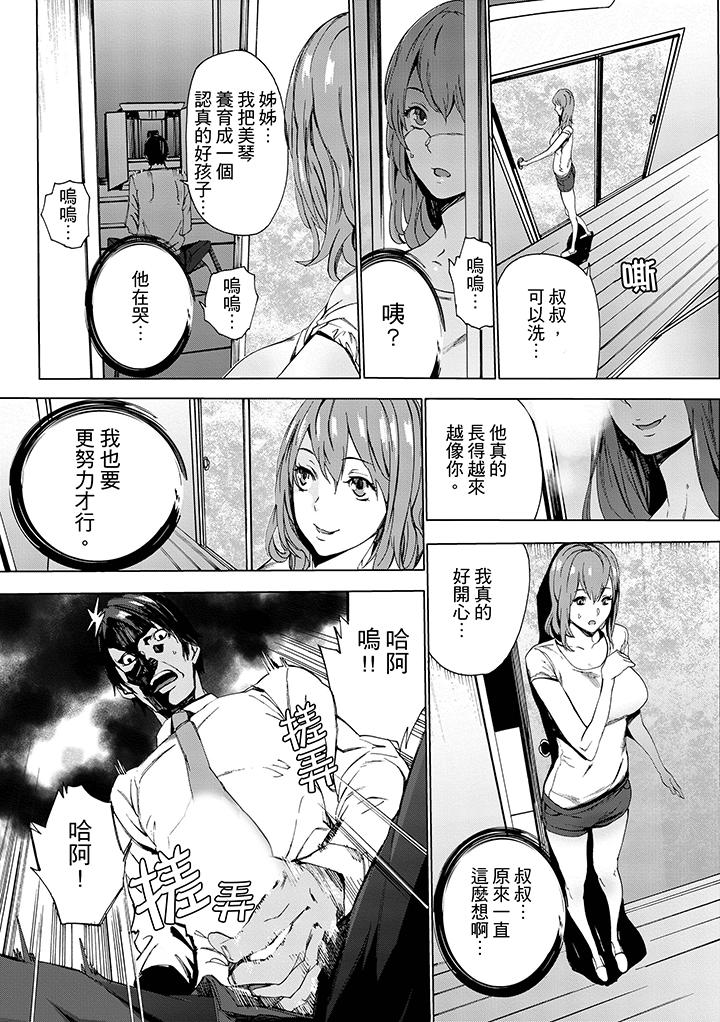 叔叔，
可以洗…
嘶
嗚嗚…
咦？
姊姊…
我把美琴
養育成一個
認真的好孩子…
嗚嗚…
嗚嗚…
他在哭…
他真的
長得越來
越像你。
我也要
更努力才行。
我真的
好開心…
叔叔…
原來一直
這麼想啊…
哈阿
嗚!!
搓弄
哈阿！
搓弄